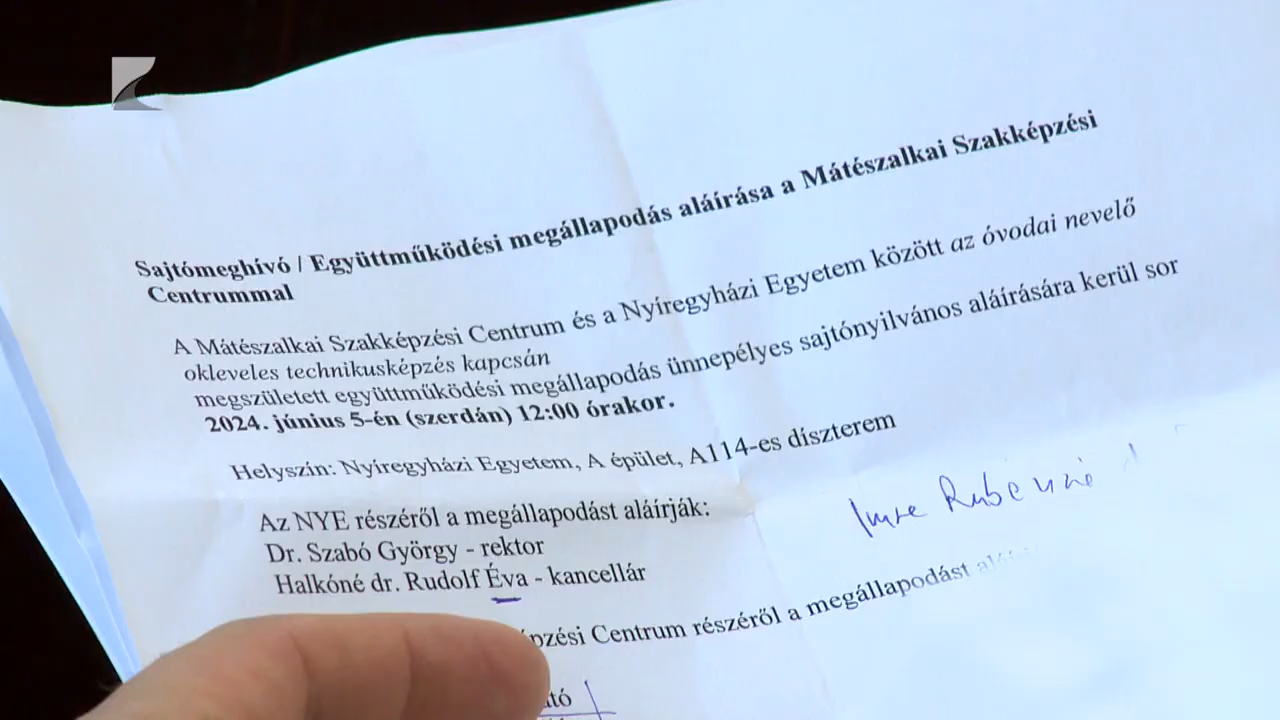 Sajtómeghívó / Együttműködési megállapodás aláírása a Mátészalkai Szakképzési
Centrummal
A Mátészalkai Szakképzési Centrum és a Nyíregyházi Egyetem között az óvodai nevelő
okleveles technikusképzés kapcsán
megszületett együttműködési megállapodás ünnepélyes sajtónyilvános aláírására kerül sor
2024. június 5-én (szerdán) 12:00 órakor.
Helyszín: Nyíregyházi Egyetem, A épület, A114-es díszterem
Az NYE részéről a megállapodást aláírják:
Dr. Szabó György - rektor
Halkóné dr. Rudolf Éva - kancellár
Imre Rubenné
Centrum részéről a megállapodást